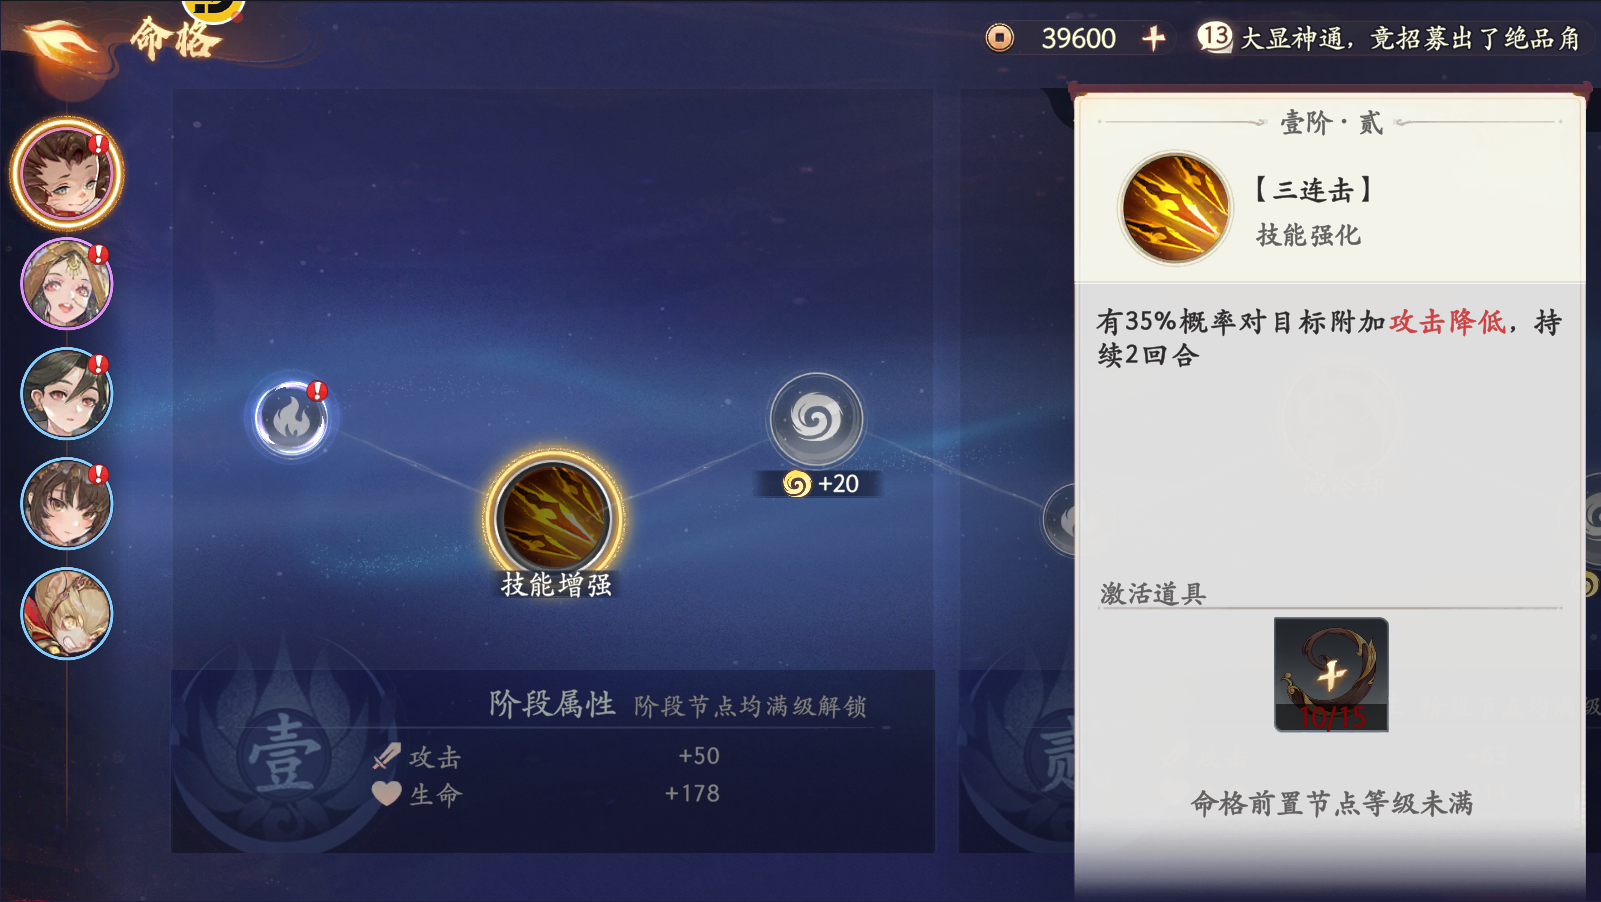 命格
39600
13 大显神通，竟招募出了绝品角
壹阶·贰
【三连击】
技能强化
有35%概率对目标附加攻击降低，持
续2回合
+20
技能增强
激活道具
10/15
命格前置节点等级未满
壹
阶段属性 阶段节点均满级解锁
攻击 +50
生命 +178